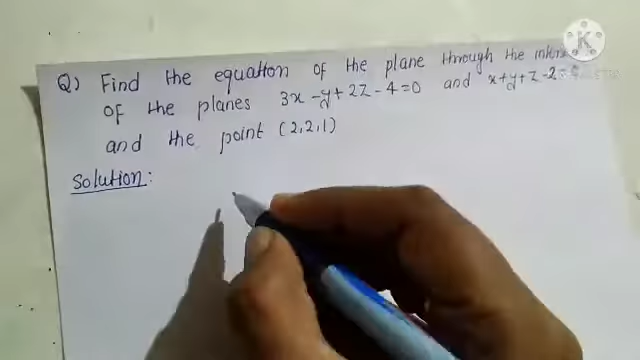 Q) Find the equation of the plane through the
of the planes 3x - y + 2z - 4 = 0 and x + y + z - 2 = 0
and the point (2,2,1)
Solution: